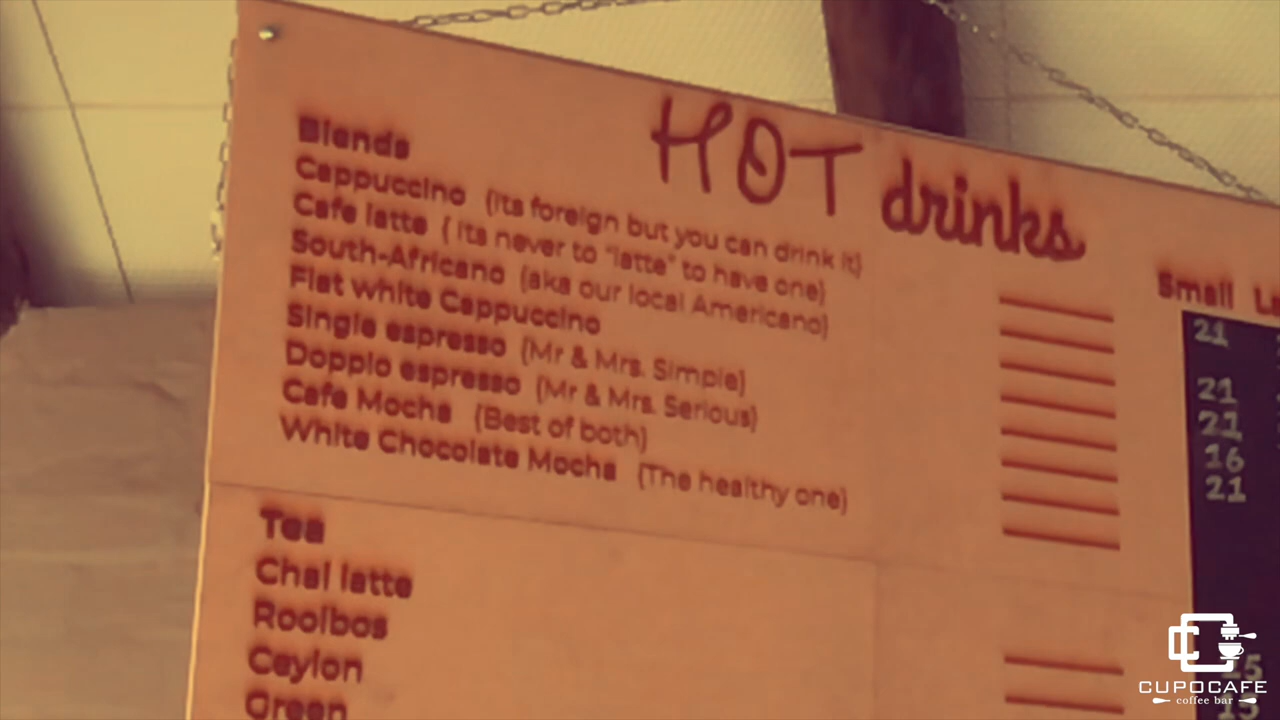 HOT drinks
Blends
Cappuccino (Its foreign but you can drink it)
Cafe latte ( Its never to "latte" to have one)
South-Africano (aka our local Americano)
Flat white Cappuccino
Single espresso (Mr & Mrs. Simple)
Dopplo espresso (Mr & Mrs. Serious)
Cafe Mocha (Best of both)
White Chocolate Mocha (The healthy one)
Small
21
21
21
16
21
Tea
Chai latte
Rooibos
Ceylon
Green
15
15
CUPOCAFE
coffee bar